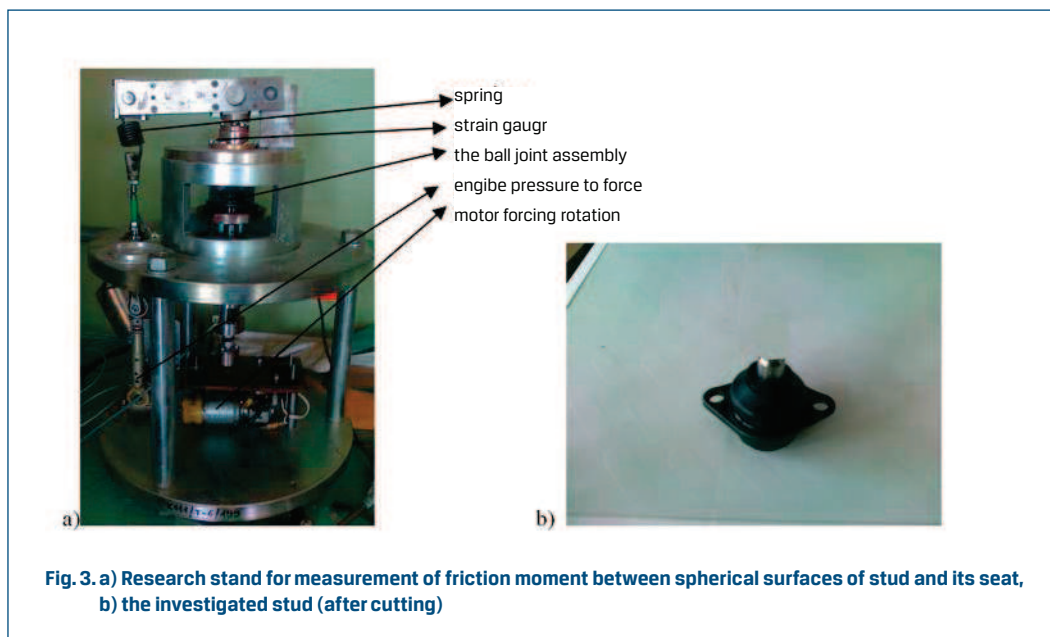 spring
strain gaugr
the ball joint assembly
engibe pressure to force
motor forcing rotation
a)
b)
Fig. 3. a) Research stand for measurement of friction moment between spherical surfaces of stud and its seat,
b) the investigated stud (after cutting)